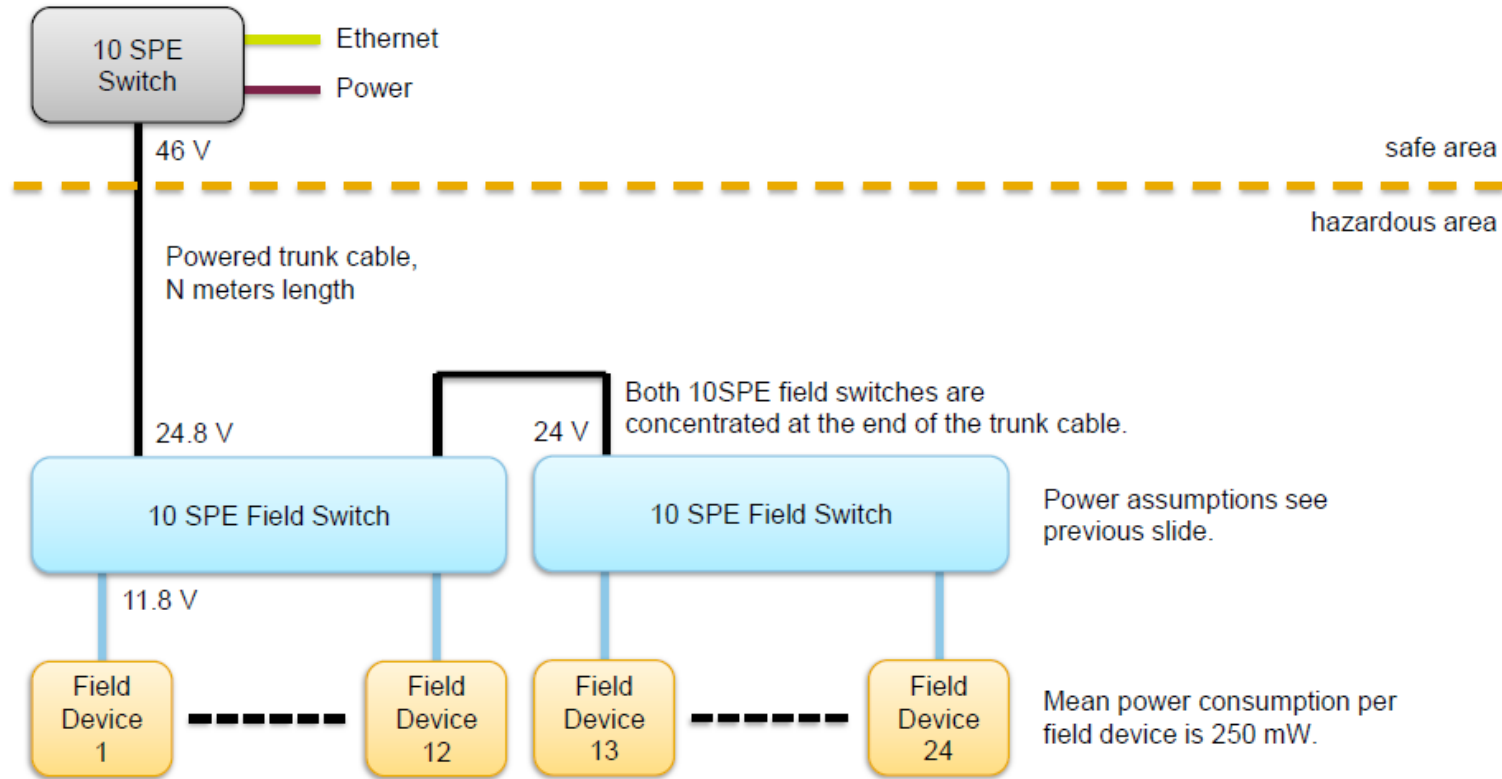 10 SPE
Switch
Ethernet
Power
46 V
safe area
hazardous area
Powered trunk cable,
N meters length
24.8 V
24 V
Both 10SPE field switches are
concentrated at the end of the trunk cable.
10 SPE Field Switch
10 SPE Field Switch
Power assumptions see
previous slide.
11.8 V
Field
Device
1
Field
Device
12
Field
Device
13
Field
Device
24
Mean power consumption per
field device is 250 mW.